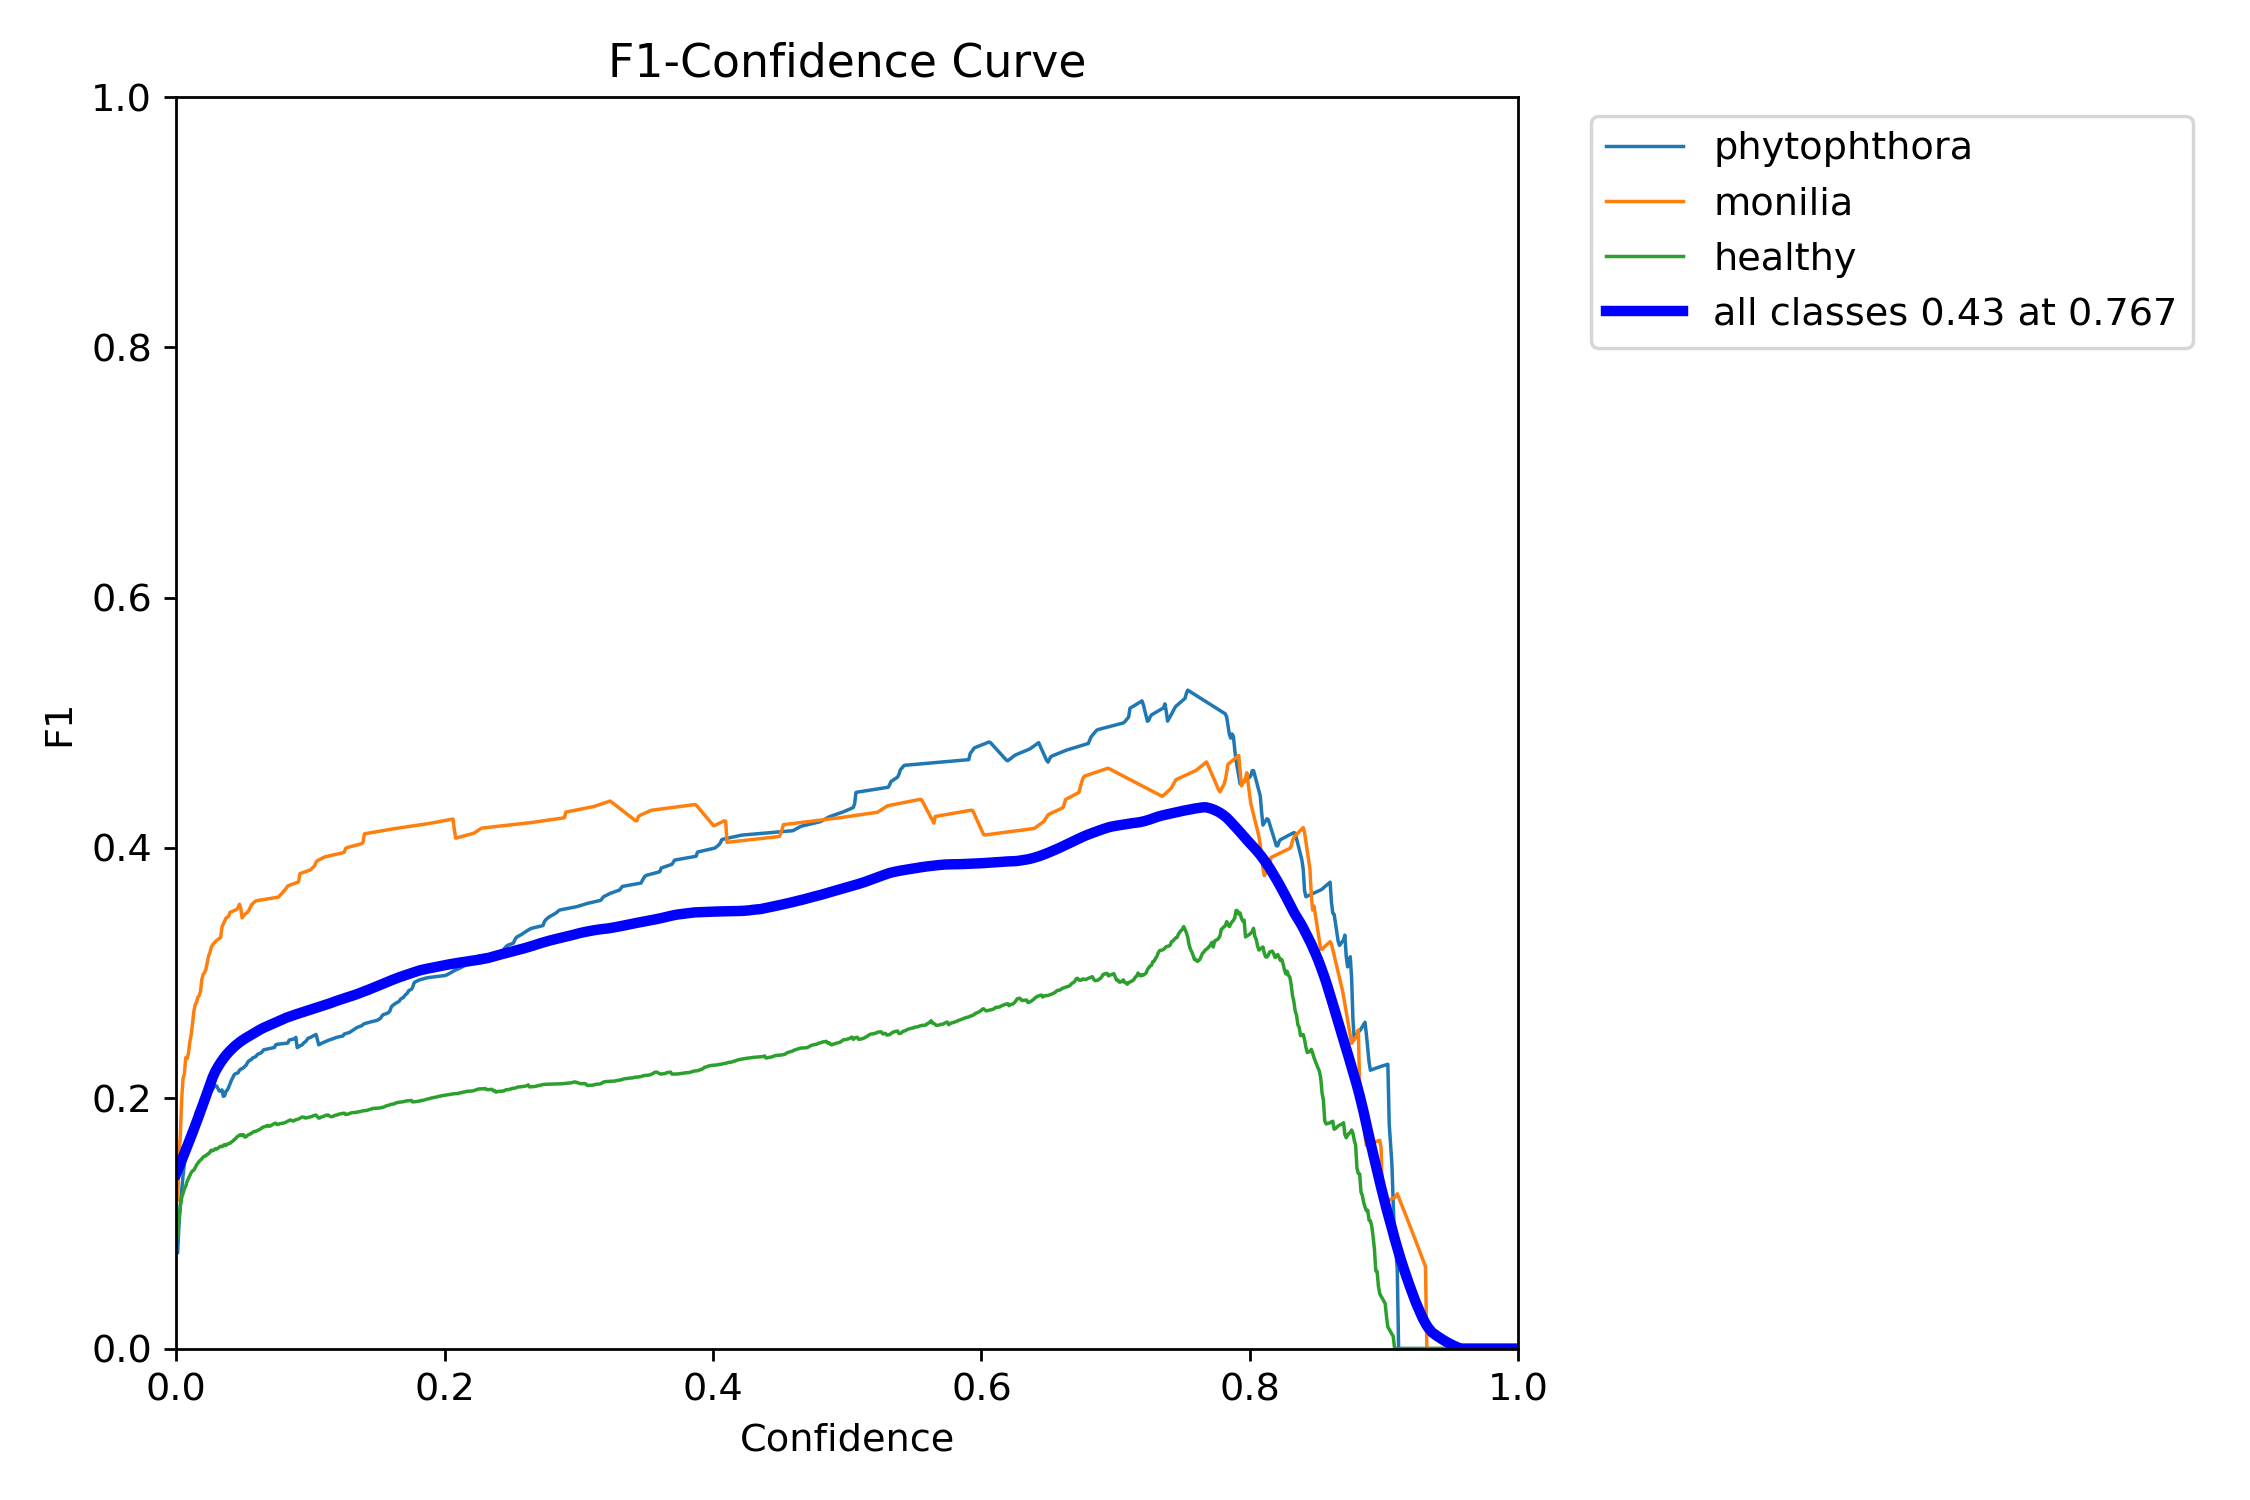 F1-Confidence Curve
1.0
0.8
0.6
0.4
0.2
0.0
F1
0.0 0.2 0.4 0.6 0.8 1.0
Confidence
phytophthora
monilia
healthy
all classes 0.43 at 0.767